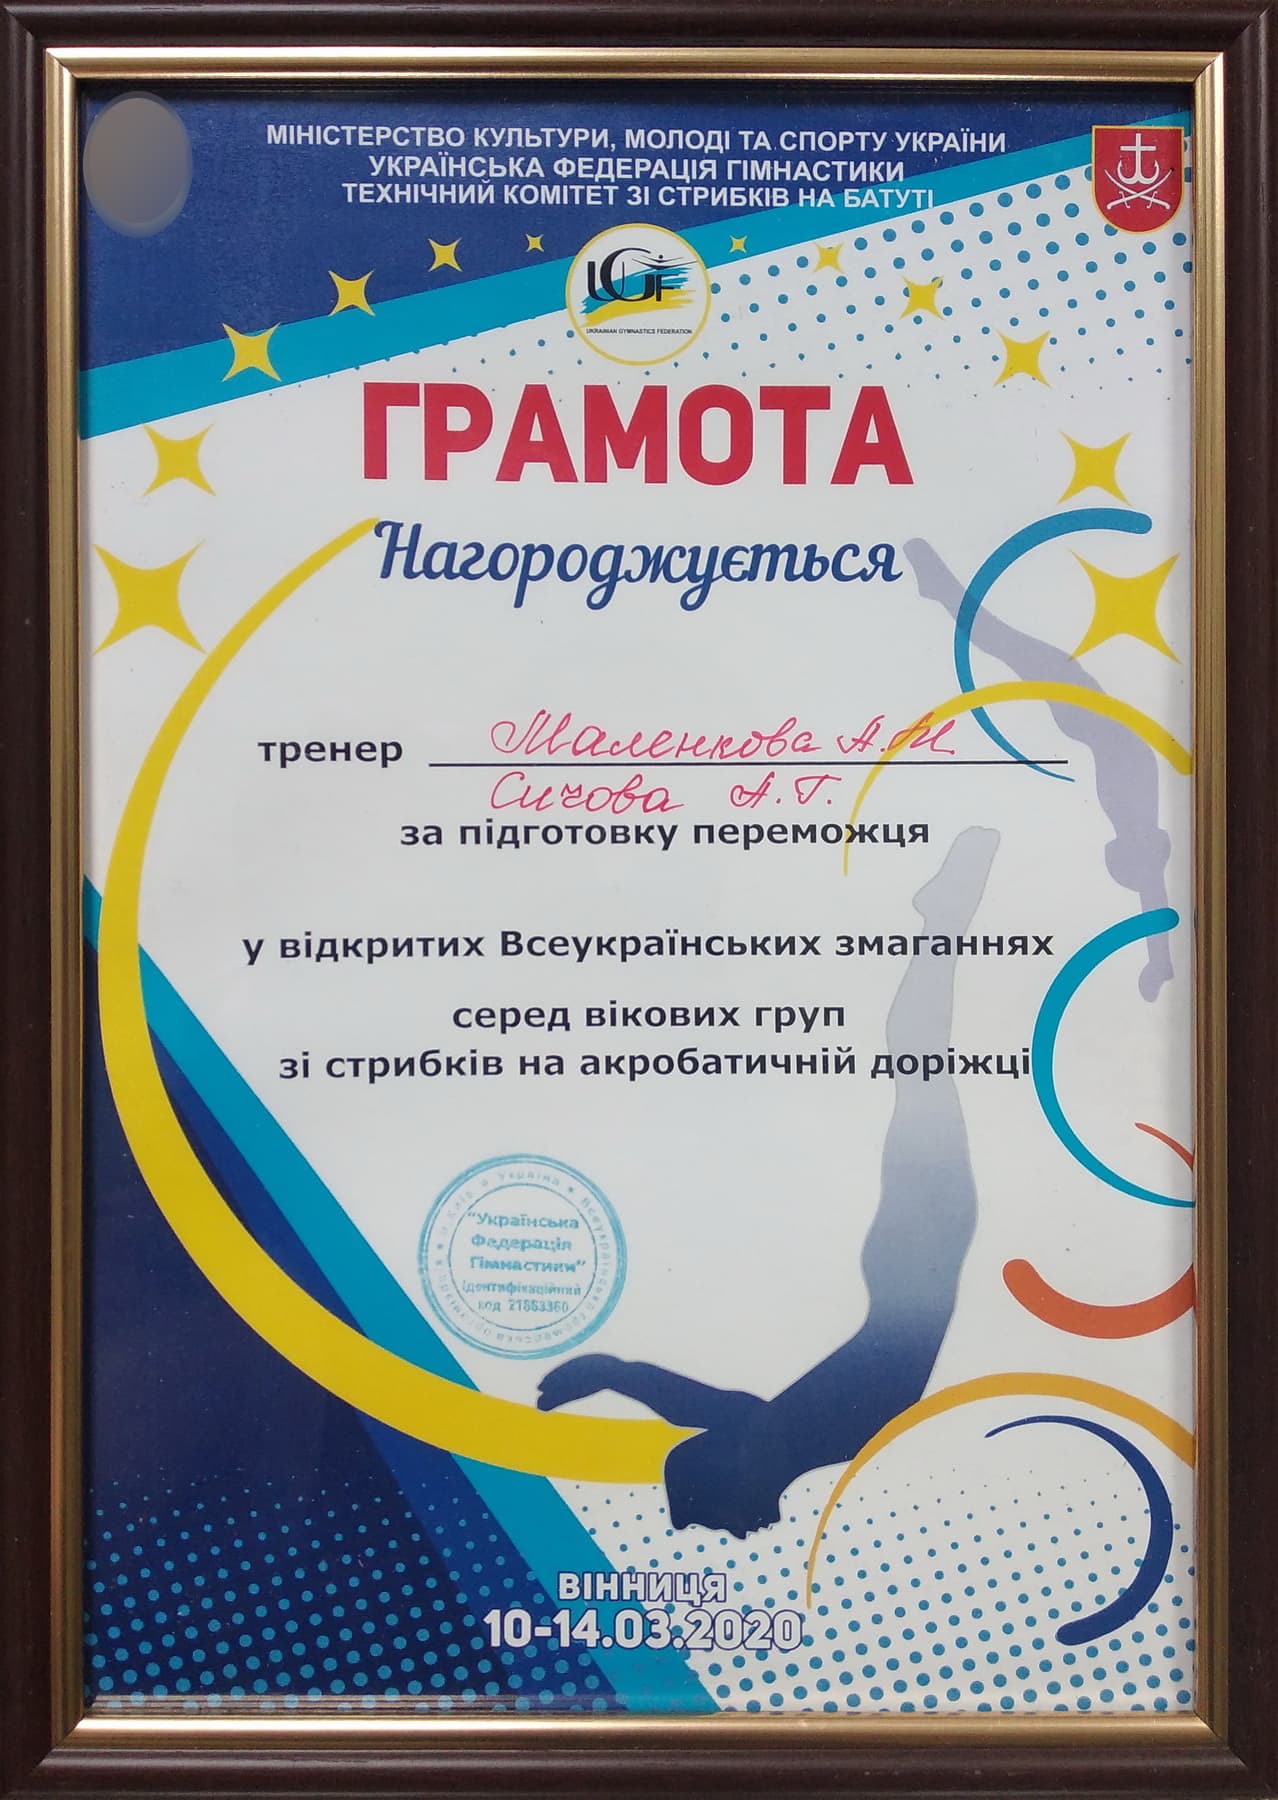 МІНІСТЕРСТВО КУЛЬТУРИ, МОЛОДІ ТА СПОРТУ УКРАЇНИ
УКРАЇНСЬКА ФЕДЕРАЦІЯ ГІМНАСТИКИ
ТЕХНІЧНИЙ КОМІТЕТ ЗІ СТРИБКІВ НА БАТУТІ
UGF
UKRAINIAN GYMNASTICS FEDERATION
ГРАМОТА
Нагороджується
тренер Маленкова А.М.
Сичова А.Г.
за підготовку переможця
у відкритих Всеукраїнських змаганнях
серед вікових груп
зі стрибків на акробатичній доріжці
"Українська
Федерація
Гімнастики"
Ідентифікаційний
код 21663360
ВІННИЦЯ
10-14.03.2020